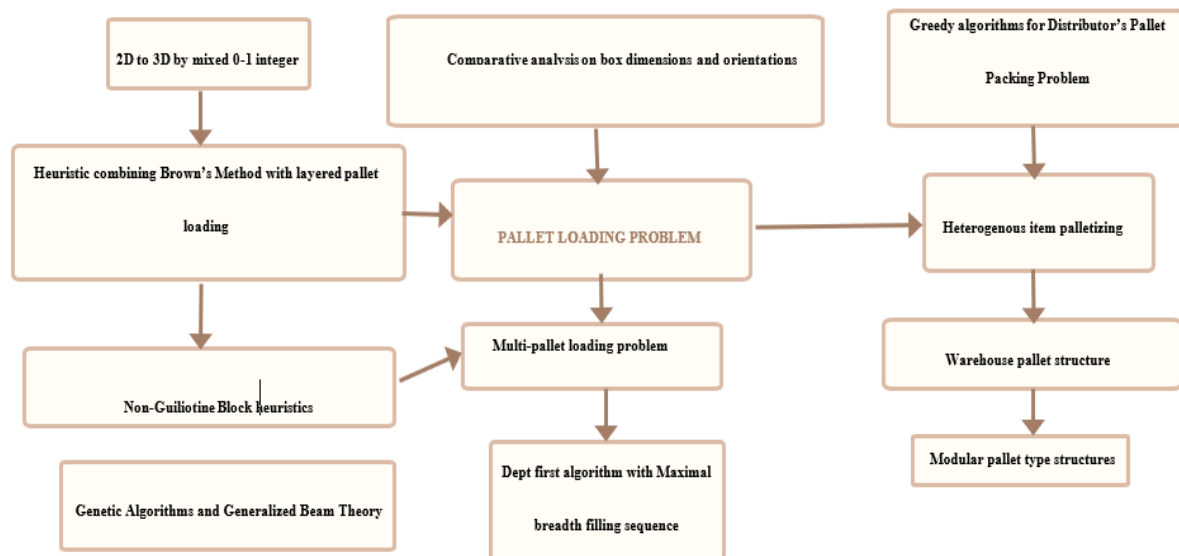 2D to 3D by mixed 0-1 integer
Comparative analysis on box dimensions and orientations
Greedy algorithms for Distributor's Pallet
Packing Problem
Heuristic combining Brown's Method with layered pallet
loading
PALLET LOADING PROBLEM
Heterogenous item palletizing
Non-Guiliotine Block heuristics
Multi-pallet loading problem
Warehouse pallet structure
Genetic Algorithms and Generalized Beam Theory
Dept first algorithm with Maximal
breadth filling sequence
Modular pallet type structures